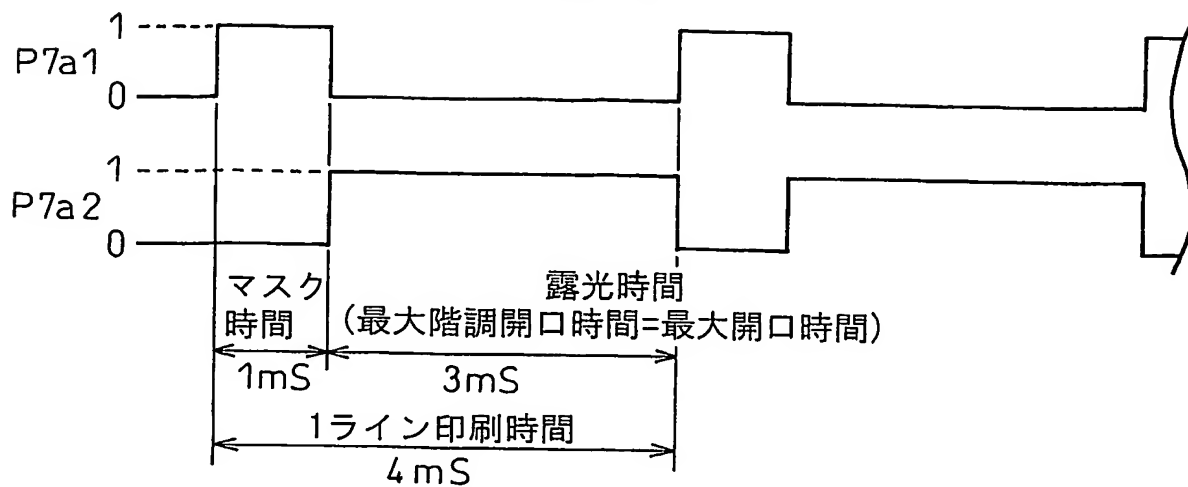 P7a1
1
0
P7a2
1
0
マスク
時間
露光時間
(最大階調開口時間=最大開口時間)
1mS
3mS
1ライン印刷時間
4mS